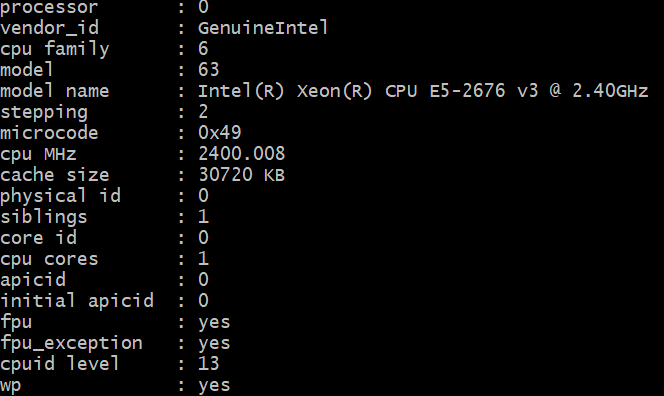 processor : 0
vendor_id : GenuineIntel
cpu family : 6
model : 63
model name : Intel(R) Xeon(R) CPU E5-2676 v3 @ 2.40GHz
stepping : 2
microcode : 0x49
cpu MHz : 2400.008
cache size : 30720 KB
physical id : 0
siblings : 1
core id : 0
cpu cores : 1
apicid : 0
initial apicid : 0
fpu : yes
fpu_exception : yes
cpuid level : 13
wp : yes